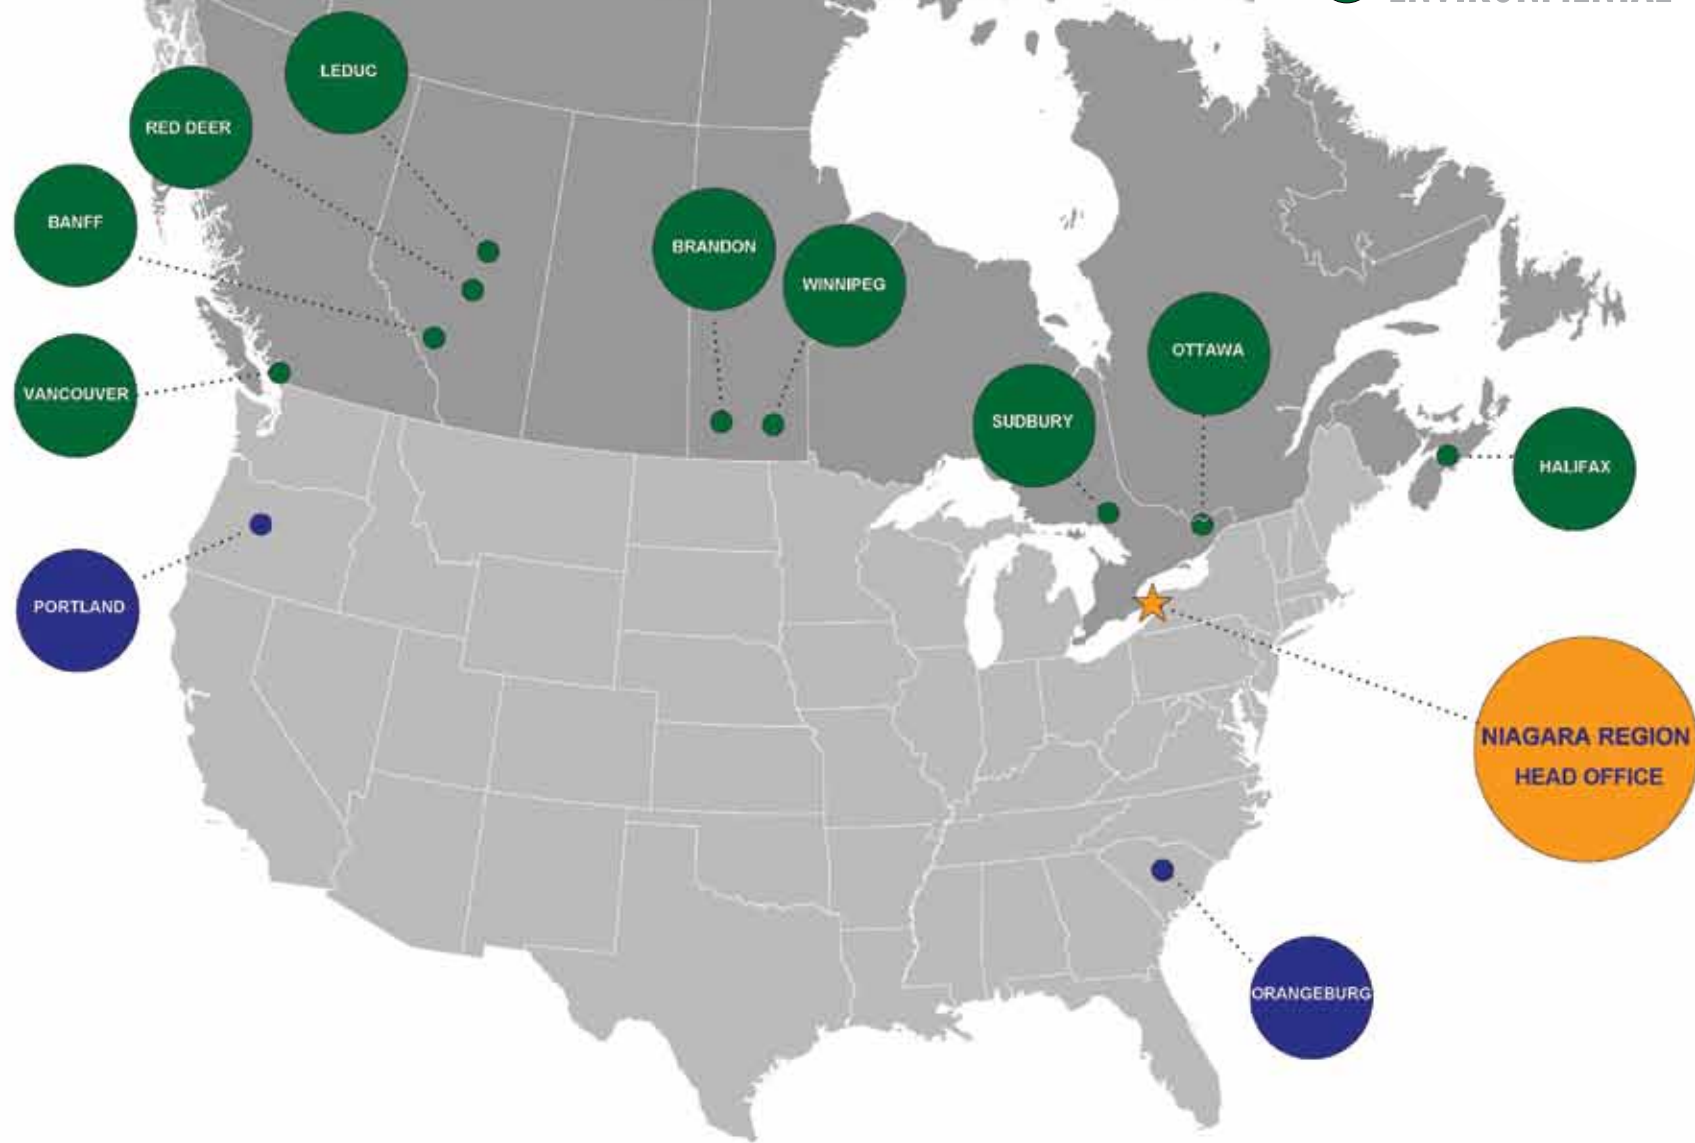 LEDUC
RED DEER
BANFF
BRANDON
WINNIPEG
OTTAWA
VANCOUVER
SUDBURY
HALIFAX
PORTLAND
NIAGARA REGION
HEAD OFFICE
ORANGEBURG